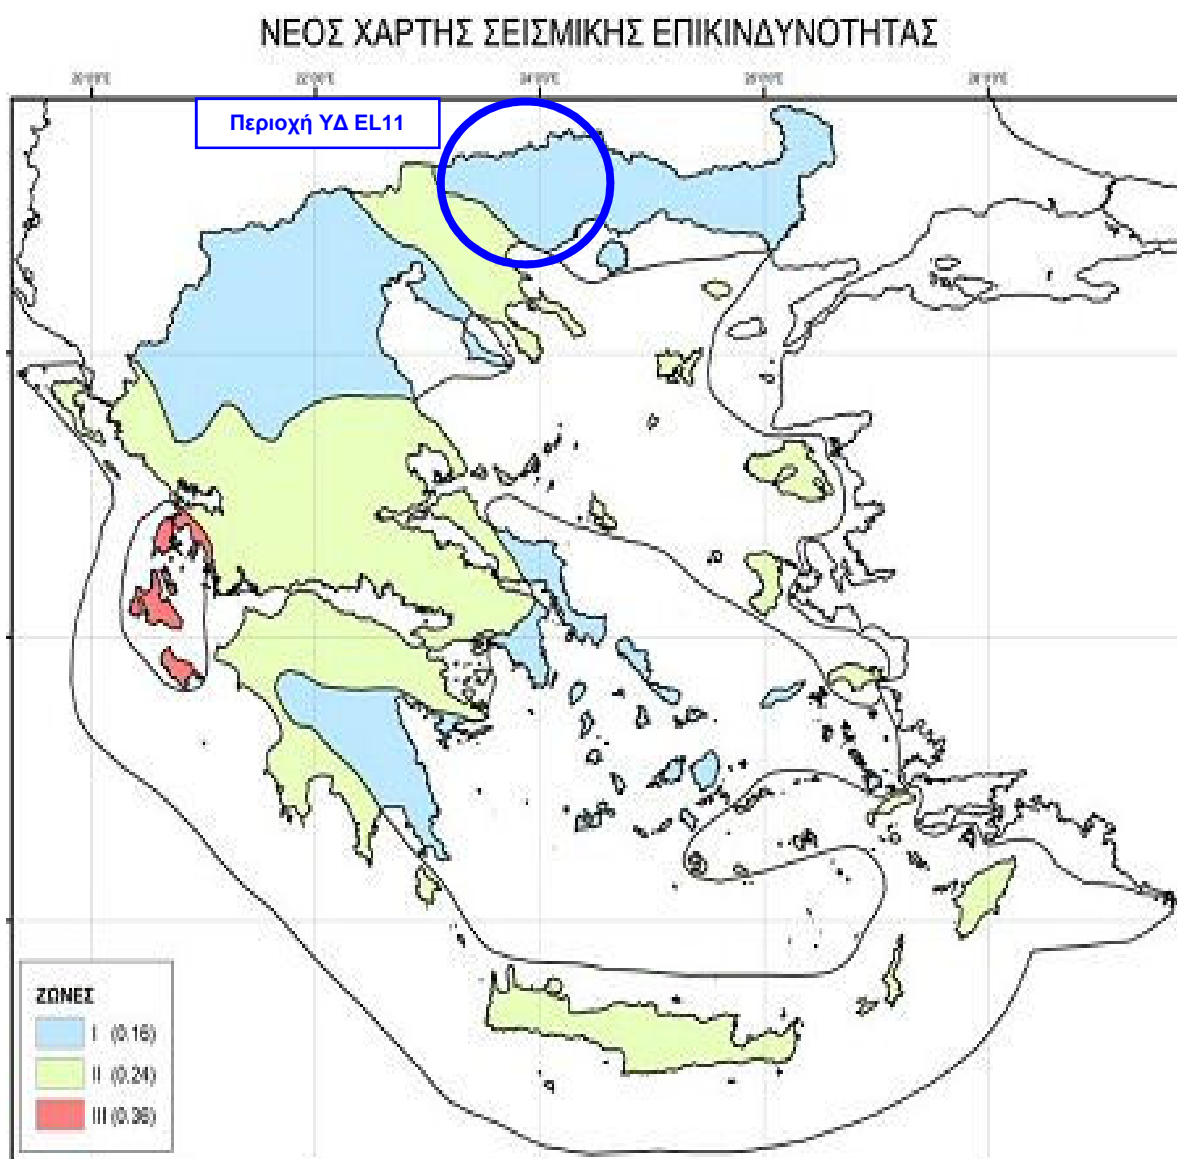 ΝΕΟΣ ΧΑΡΤΗΣ ΣΕΙΣΜΙΚΗΣ ΕΠΙΚΙΝΔΥΝΟΤΗΤΑΣ
Περιοχή ΥΔ EL11
ΖΩΝΕΣ
I (0.16)
II (0.24)
III (0.36)